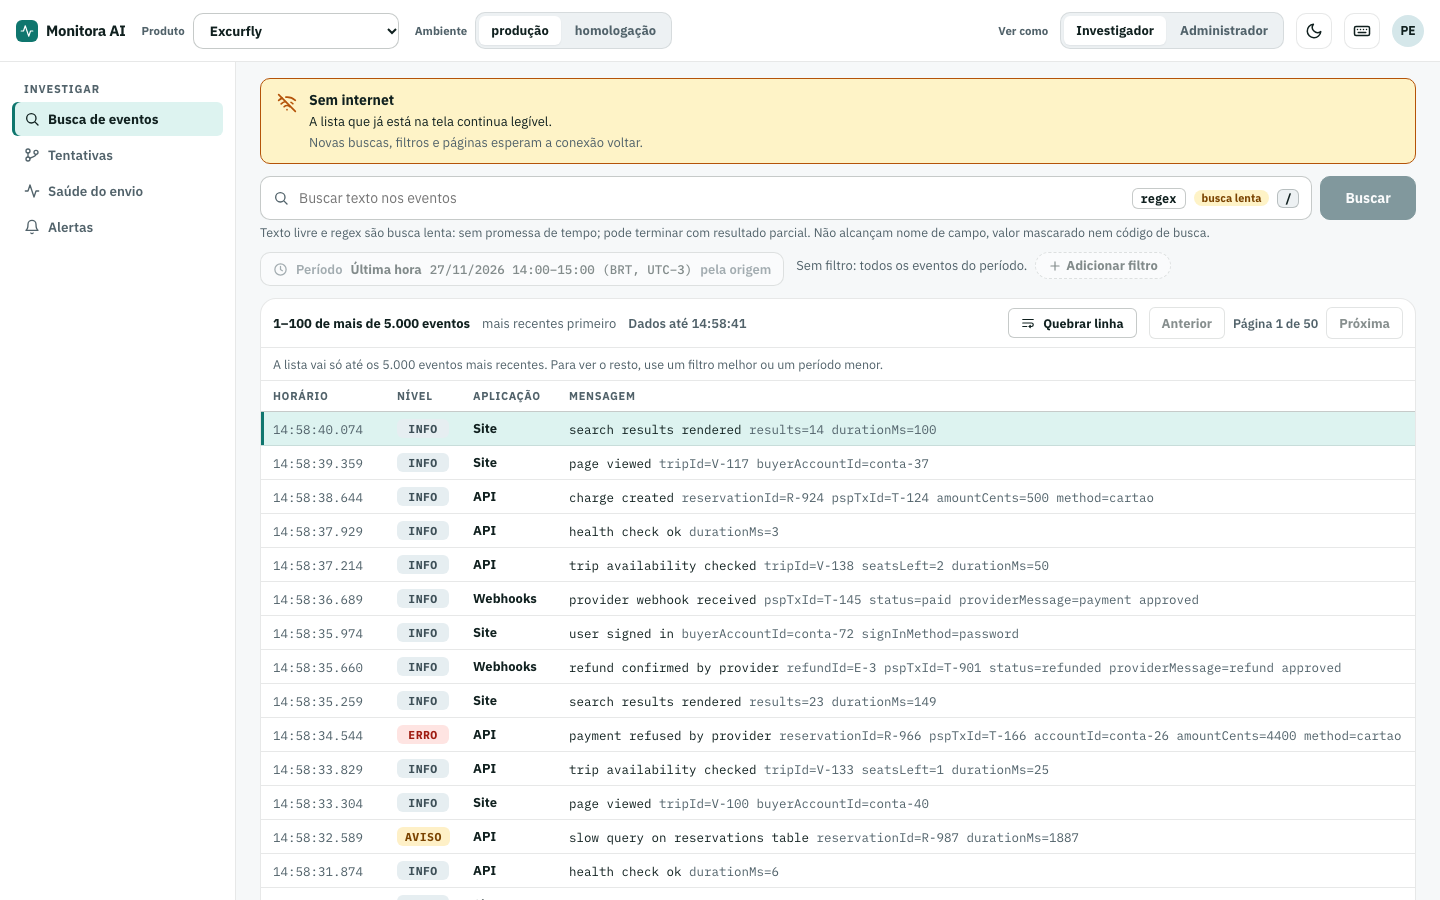 Monitora AI Produto Excurfly Ambiente produção homologação Ver como Investigador Administrador PE
INVESTIGAR
Busca de eventos
Tentativas
Saúde do envio
Alertas
Sem internet
A lista que já está na tela continua legível.
Novas buscas, filtros e páginas esperam a conexão voltar.
Buscar texto nos eventos regex busca lenta / Buscar
Texto livre e regex são busca lenta: sem promessa de tempo; pode terminar com resultado parcial. Não alcançam nome de campo, valor mascarado nem código de busca.
Período Última hora 27/11/2026 14:00–15:00 (BRT, UTC−3) pela origem Sem filtro: todos os eventos do período. + Adicionar filtro
1–100 de mais de 5.000 eventos mais recentes primeiro Dados até 14:58:41 Quebrar linha Anterior Página 1 de 50 Próxima
A lista vai só até os 5.000 eventos mais recentes. Para ver o resto, use um filtro melhor ou um período menor.
HORÁRIO NÍVEL APLICAÇÃO MENSAGEM
14:58:40.074 INFO Site search results rendered results=14 durationMs=100
14:58:39.359 INFO Site page viewed tripId=V-117 buyerAccountId=conta-37
14:58:38.644 INFO API charge created reservationId=R-924 pspTxId=T-124 amountCents=500 method=cartao
14:58:37.929 INFO API health check ok durationMs=3
14:58:37.214 INFO API trip availability checked tripId=V-138 seatsLeft=2 durationMs=50
14:58:36.689 INFO Webhooks provider webhook received pspTxId=T-145 status=paid providerMessage=payment approved
14:58:35.974 INFO Site user signed in buyerAccountId=conta-72 signInMethod=password
14:58:35.660 INFO Webhooks refund confirmed by provider refundId=E-3 pspTxId=T-901 status=refunded providerMessage=refund approved
14:58:35.259 INFO Site search results rendered results=23 durationMs=149
14:58:34.544 ERRO API payment refused by provider reservationId=R-966 pspTxId=T-166 accountId=conta-26 amountCents=4400 method=cartao
14:58:33.829 INFO API trip availability checked tripId=V-133 seatsLeft=1 durationMs=25
14:58:33.304 INFO Site page viewed tripId=V-100 buyerAccountId=conta-40
14:58:32.589 AVISO API slow query on reservations table reservationId=R-987 durationMs=1887
14:58:31.874 INFO API health check ok durationMs=6